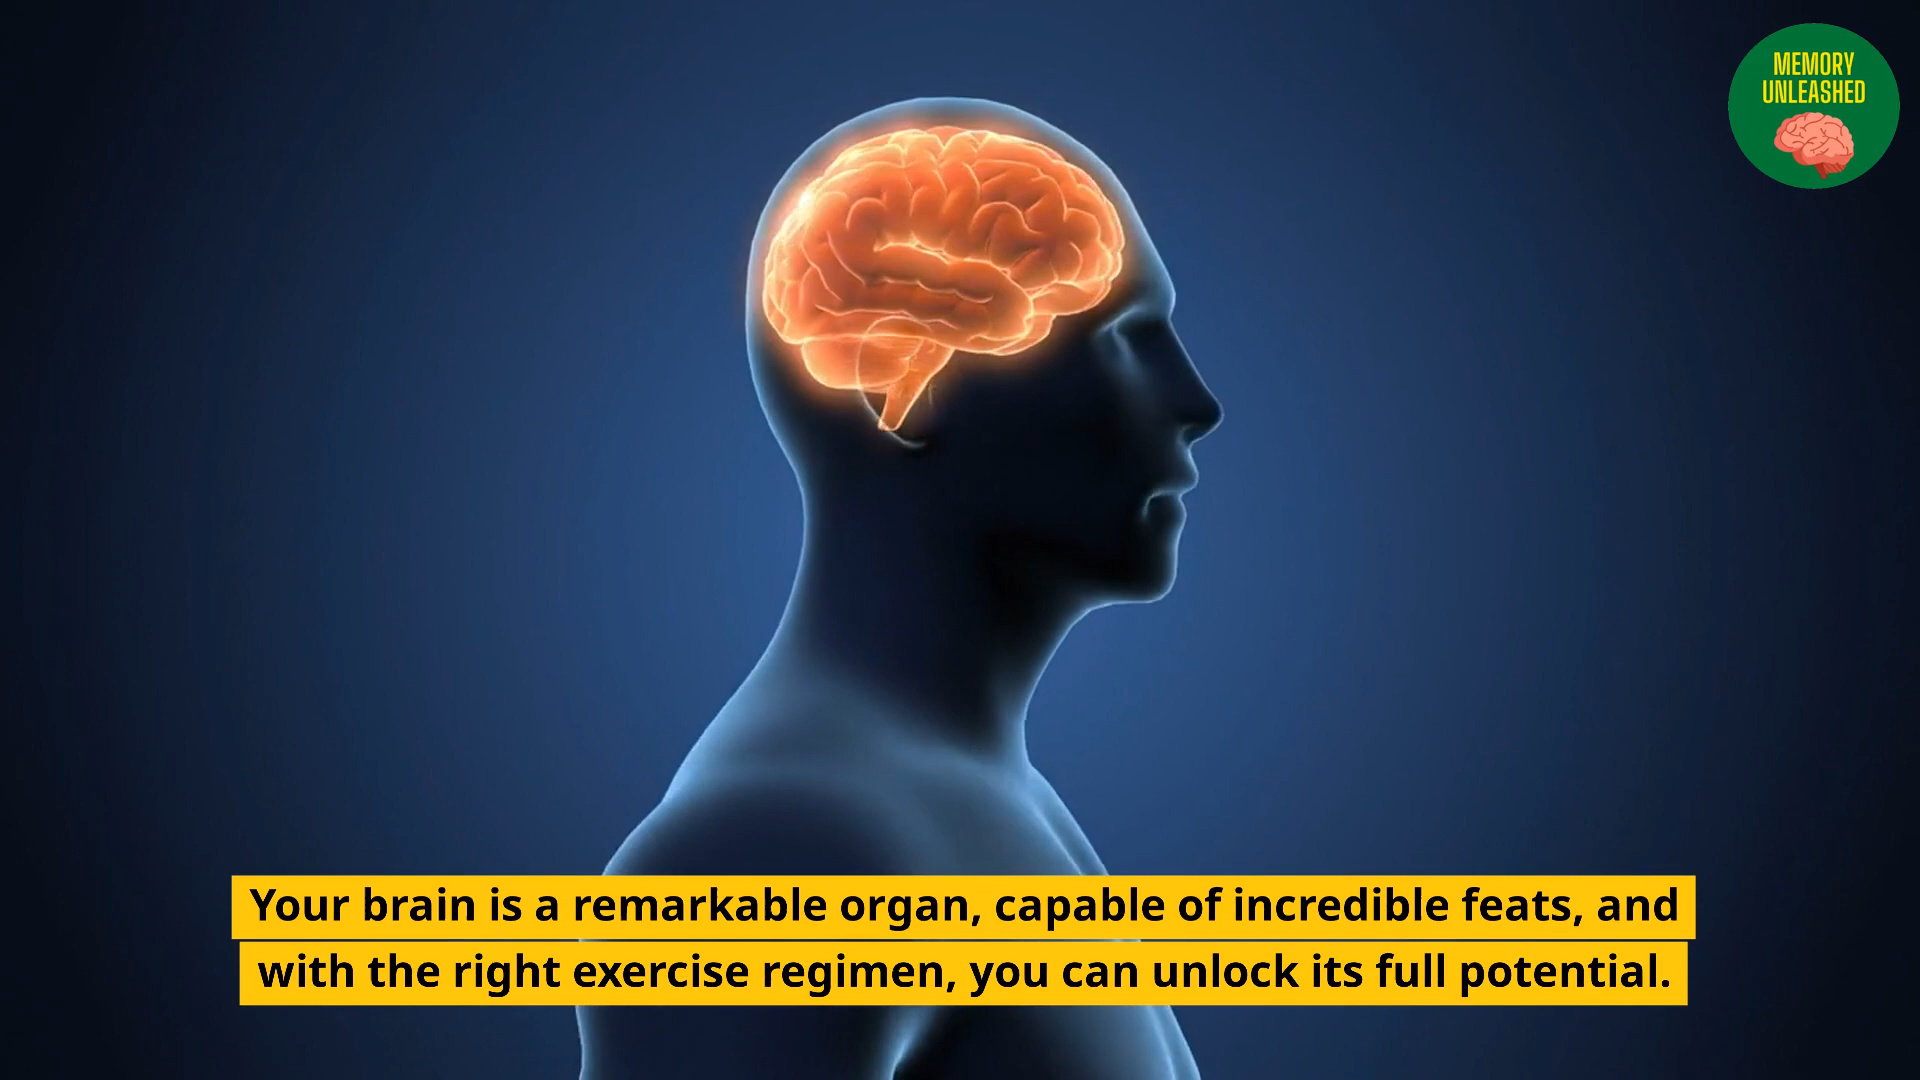 MEMORY
UNLEASHED
Your brain is a remarkable organ, capable of incredible feats, and
with the right exercise regimen, you can unlock its full potential.